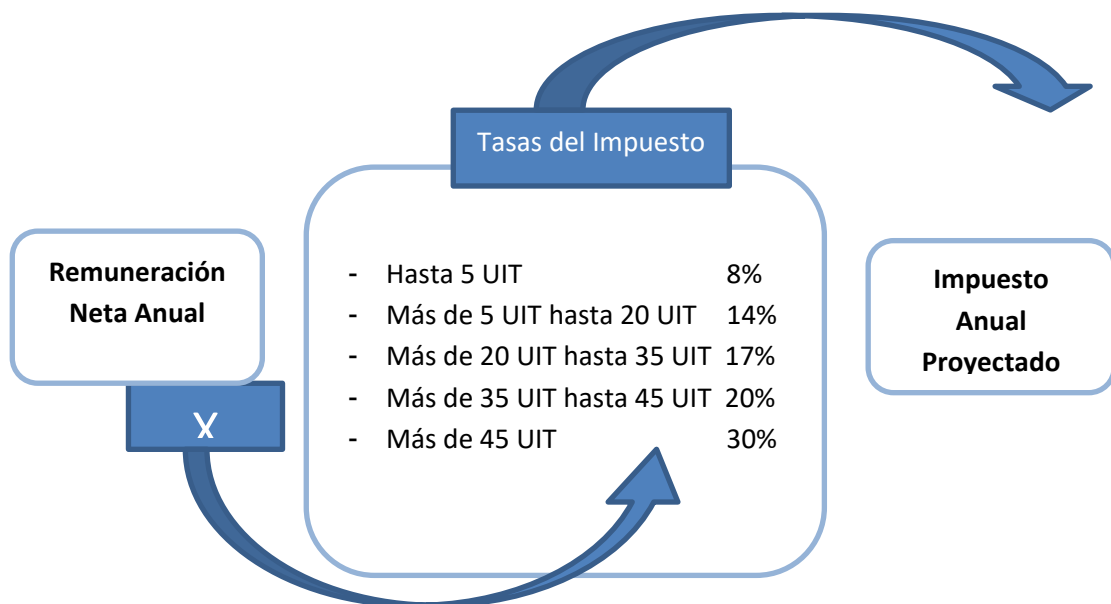 Tasas del Impuesto
Remuneración
Neta Anual
X
- Hasta 5 UIT 8%
- Más de 5 UIT hasta 20 UIT 14%
- Más de 20 UIT hasta 35 UIT 17%
- Más de 35 UIT hasta 45 UIT 20%
- Más de 45 UIT 30%
Impuesto
Anual
Proyectado